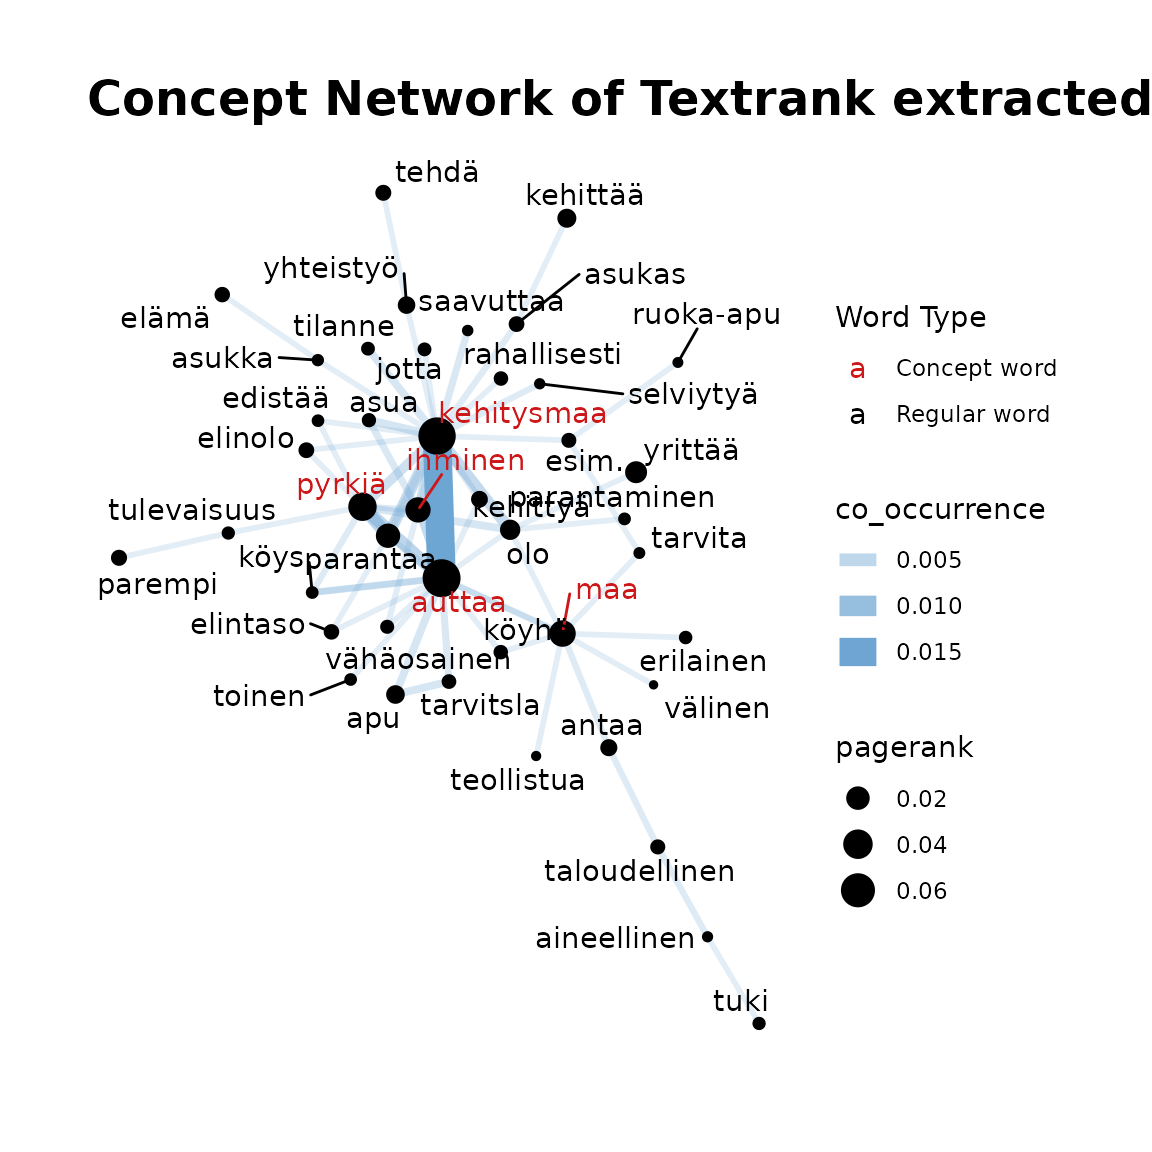 Concept Network of Textrank extracted
tehdä
kehittää
yhteistyö
asukas
saavuttaa
elämä
ruoka-apu
tilanne
asukka
rahallisesti
jotta
edistää
asua
selviytyä
kehitysmaa
elinolo
yrittää
ihminen
esim.
pyrkiä
parantaminen
kehittyä
tulevaisuus
tarvita
olo
köys
parantaa
parempi
maa
auttaa
elintaso
köyhä
vähäosainen
erilainen
toinen
tarvitsla
välinen
apu
antaa
teollistua
taloudellinen
aineellinen
tuki
Word Type
a Concept word
a Regular word
co_occurrence
0.005
0.010
0.015
pagerank
0.02
0.04
0.06